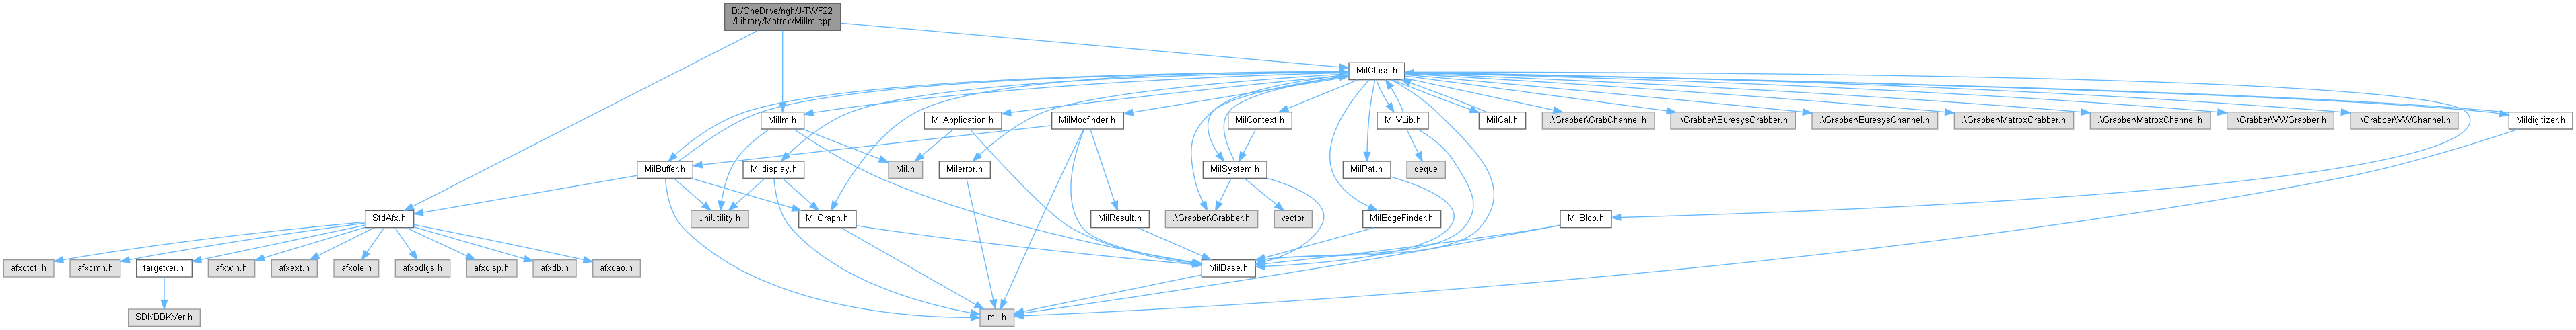 D:/OneDrive/ngh/J-TWF22
/Library/Matrox/MilIm.cpp
MilClass.h
MilIm.h
MilApplication.h
MilModfinder.h
MilContext.h
MilVLib.h
MilCal.h
.\Grabber\GrabChannel.h
.\Grabber\EuresysGrabber.h
.\Grabber\EuresysChannel.h
.\Grabber\MatroxGrabber.h
.\Grabber\MatroxChannel.h
.\Grabber\VWGrabber.h
.\Grabber\VWChannel.h
Mildigitizer.h
MilBuffer.h
Mildisplay.h
Mil.h
Milerror.h
MilSystem.h
MilPat.h
deque
StdAfx.h
UniUtility.h
MilGraph.h
MilResult.h
.\Grabber\Grabber.h
vector
MilEdgeFinder.h
MilBlob.h
afxdtctl.h
afxcmn.h
targetver.h
afxwin.h
afxext.h
afxole.h
afxodlgs.h
afxdisp.h
afxdb.h
afxdao.h
MilBase.h
SDKDDKVer.h
mil.h